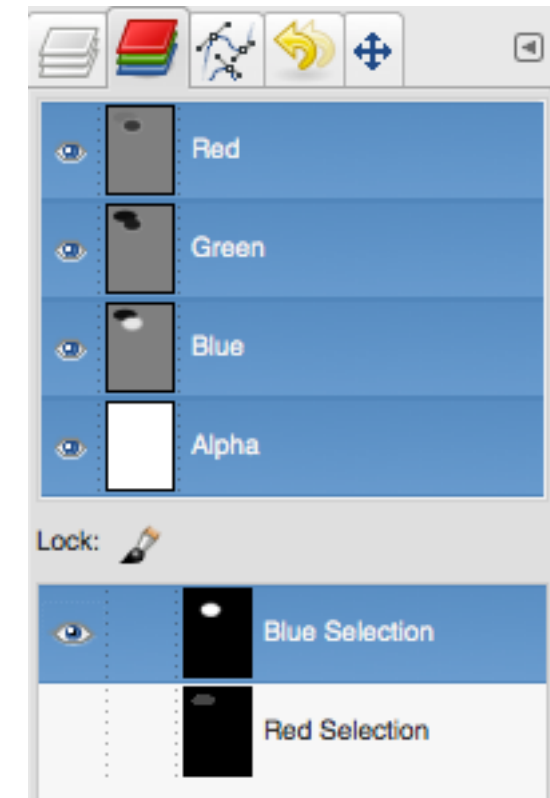 Red
Green
Blue
Alpha
Lock:
Blue Selection
Red Selection